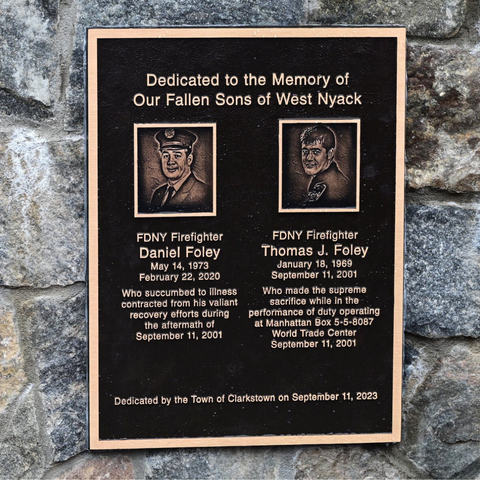 Dedicated to the Memory of
Our Fallen Sons of West Nyack
FDNY Firefighter
Daniel Foley
May 14, 1973
February 22, 2020
Who succumbed to illness
contracted from his valiant
recovery efforts during
the aftermath of
September 11, 2001
FDNY Firefighter
Thomas J. Foley
January 18, 1969
September 11, 2001
Who made the supreme
sacrifice while in the
performance of duty operating
at Manhattan Box 5-5-8087
World Trade Center
September 11, 2001
Dedicated by the Town of Clarkstown on September 11, 2023